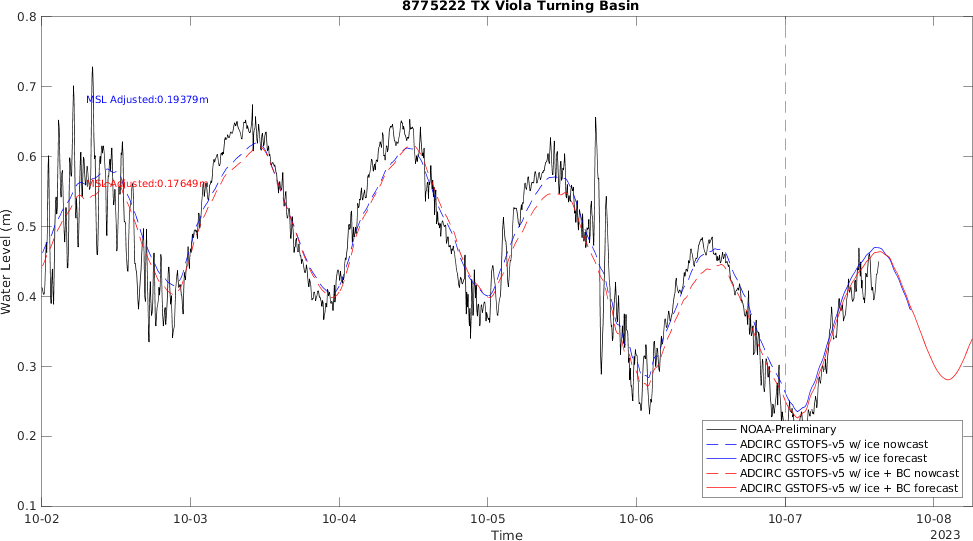 8775222 TX Viola Turning Basin
Water Level (m)
0.8
0.7
0.6
0.5
0.4
0.3
0.2
0.1
MSL Adjusted:0.19379m
MSL Adjusted:0.17649m
NOAA-Preliminary
ADCIRC GSTOFS-v5 w/ ice nowcast
ADCIRC GSTOFS-v5 w/ ice forecast
ADCIRC GSTOFS-v5 w/ ice + BC nowcast
ADCIRC GSTOFS-v5 w/ ice + BC forecast
10-02 10-03 10-04 10-05 10-06 10-07 10-08
2023
Time